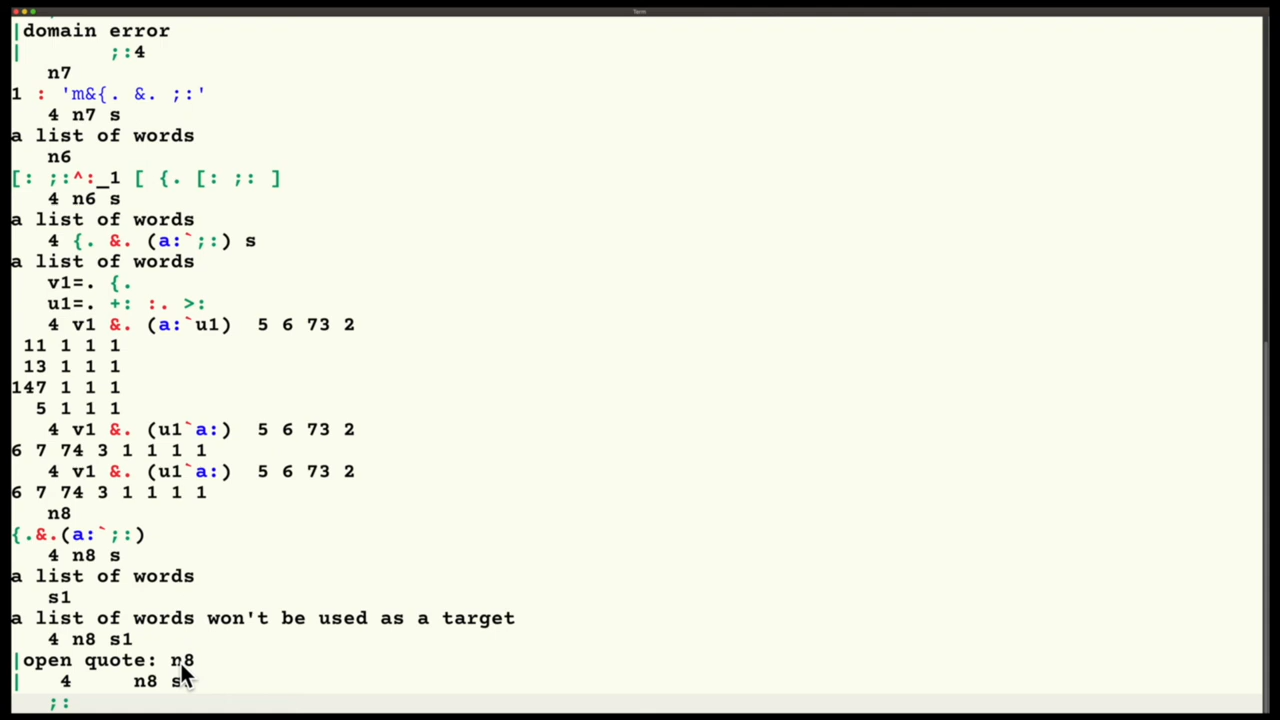 Term
|domain error
|       ;:4
   n7
1 : 'm&{. &. ;:'
   4 n7 s
a list of words
   n6
[: ;:^:_1 [ {. [: ;: ]
   4 n6 s
a list of words
   4 {. &. (a:`;:) s
a list of words
   v1=. {.
   u1=. +: :. >:
   4 v1 &. (a:`u1)  5 6 73 2
 11 1 1 1
 13 1 1 1
147 1 1 1
  5 1 1 1
   4 v1 &. (u1`a:)  5 6 73 2
6 7 74 3 1 1 1 1
   4 v1 &. (u1`a:)  5 6 73 2
6 7 74 3 1 1 1 1
   n8
{.&.(a:`;:)
   4 n8 s
a list of words
   s1
a list of words won't be used as a target
   4 n8 s1
|open quote: n8
|   4     n8 s
   ;: